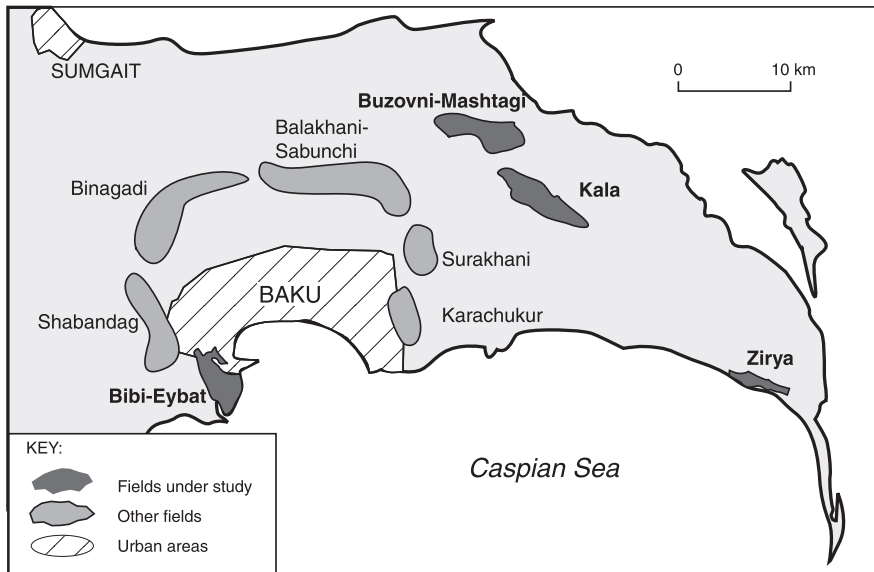 SUMGAIT
0 10 km
Buzovni-Mashtagi
Balakhani-
Sabunchi
Binagadi
Kala
Surakhani
BAKU
Shabandag
Karachukur
Zirya
Bibi-Eybat
KEY:
Caspian Sea
Fields under study
Other fields
Urban areas